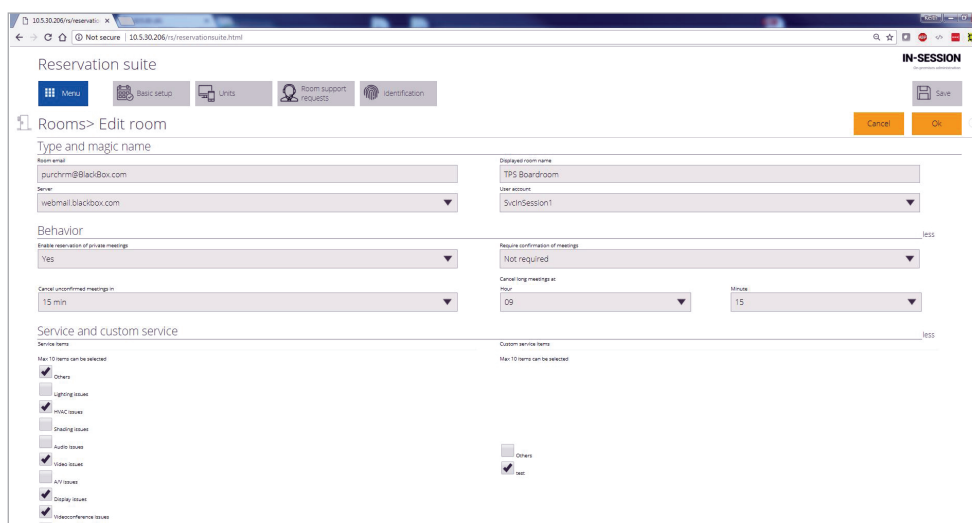 10.5.30.206/rs/reservatio
Not secure 10.5.30.206/rs/reservationsuite.html
Reservation suite
IN-SESSION
Menu
Basic setup
Units
Room support requests
Identification
Save
Rooms> Edit room
Cancel
Ok
Type and magic name
Room email
Displayed room name
purchrm@BlackBox.com
TPS Boardroom
Server
User account
webmail.blackbox.com
SvcInSession1
Behavior
less
Enable reservation of private meetings
Require confirmation of meetings
Yes
Not required
Cancel long meetings at
Cancel unconfirmed meetings in
Hour
Minute
15 min
09
15
Service and custom service
less
Service items
Custom service items
Max 10 items can be selected
Max 10 items can be selected
Others
Lighting issues
HVAC issues
Shading issues
Audio issues
Others
Video issues
test
A/V issues
Display issues
Videoconference issues